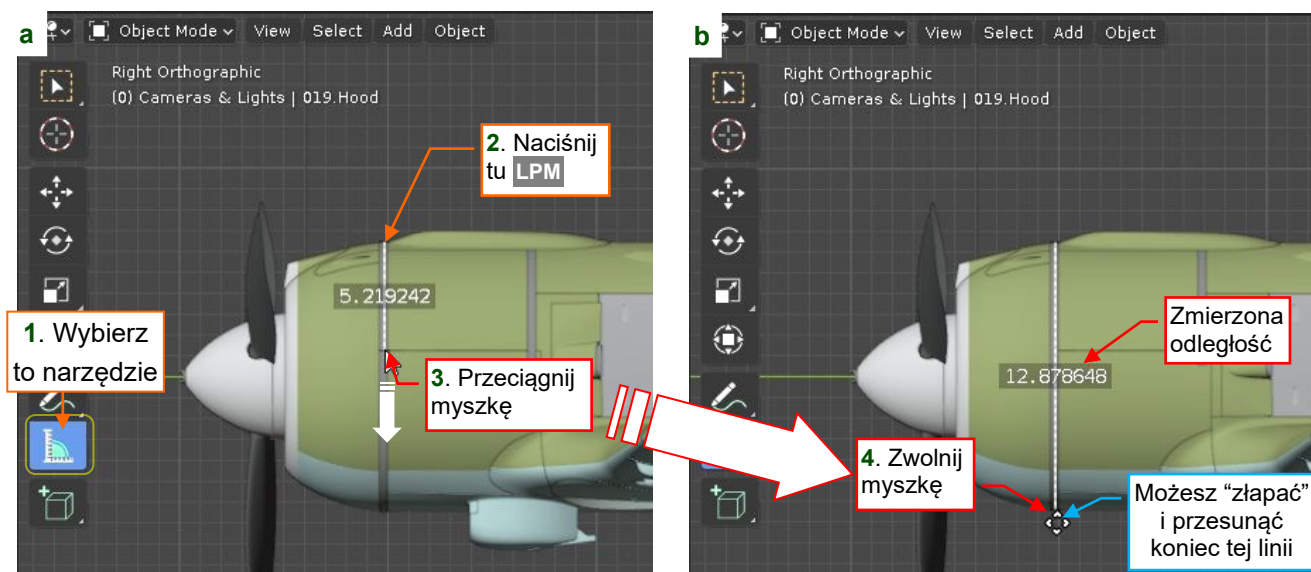 a
Object Mode View Select Add Object
Right Orthographic
(0) Cameras & Lights | 019.Hood
2. Naciśnij
tu LPM
5.219242
1. Wybierz
to narzędzie
3. Przeciągnij
myszkę
b
Object Mode View Select Add Object
Right Orthographic
(0) Cameras & Lights | 019.Hood
Zmierzona
odległość
12.878648
4. Zwolnij
myszkę
Możesz “złapać”
i przesunąć
koniec tej linii